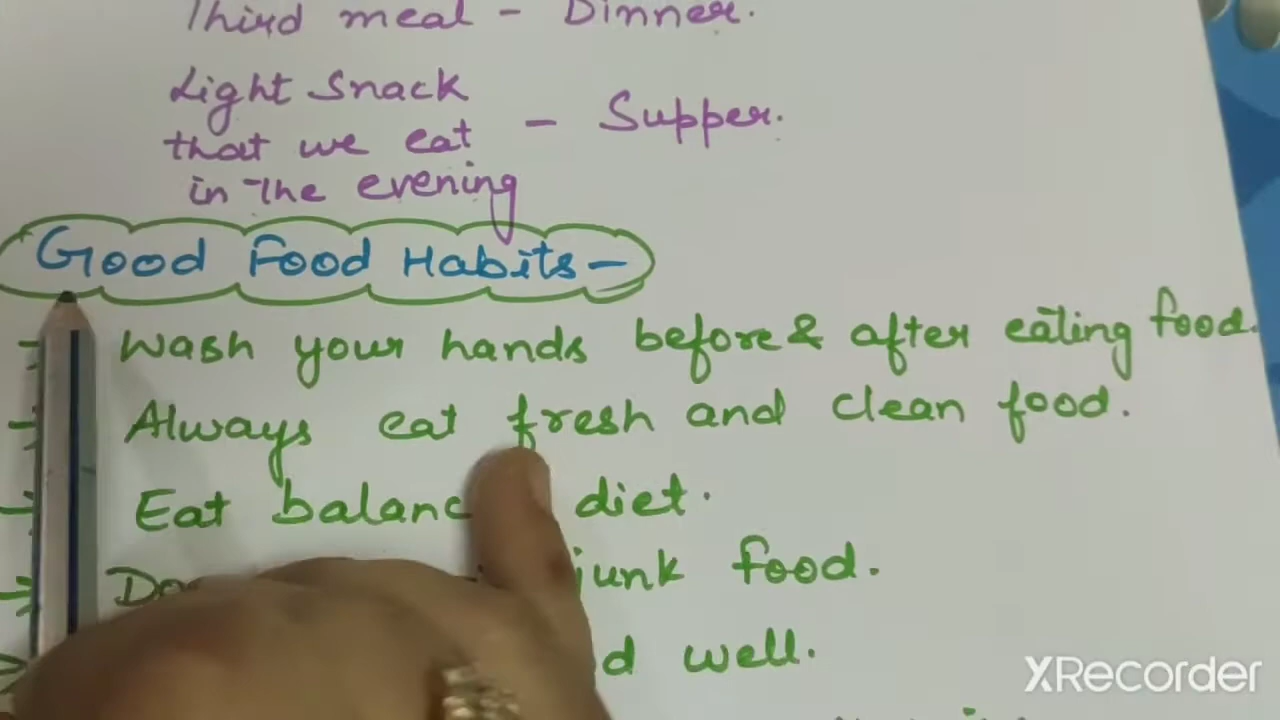 Third meal - Dinner.
Light Snack
that we eat - Supper.
in the evening
Good Food Habits-
Wash your hands before & after eating food.
Always eat fresh and clean food.
Eat diet.
junk food.
well.
XRecorder